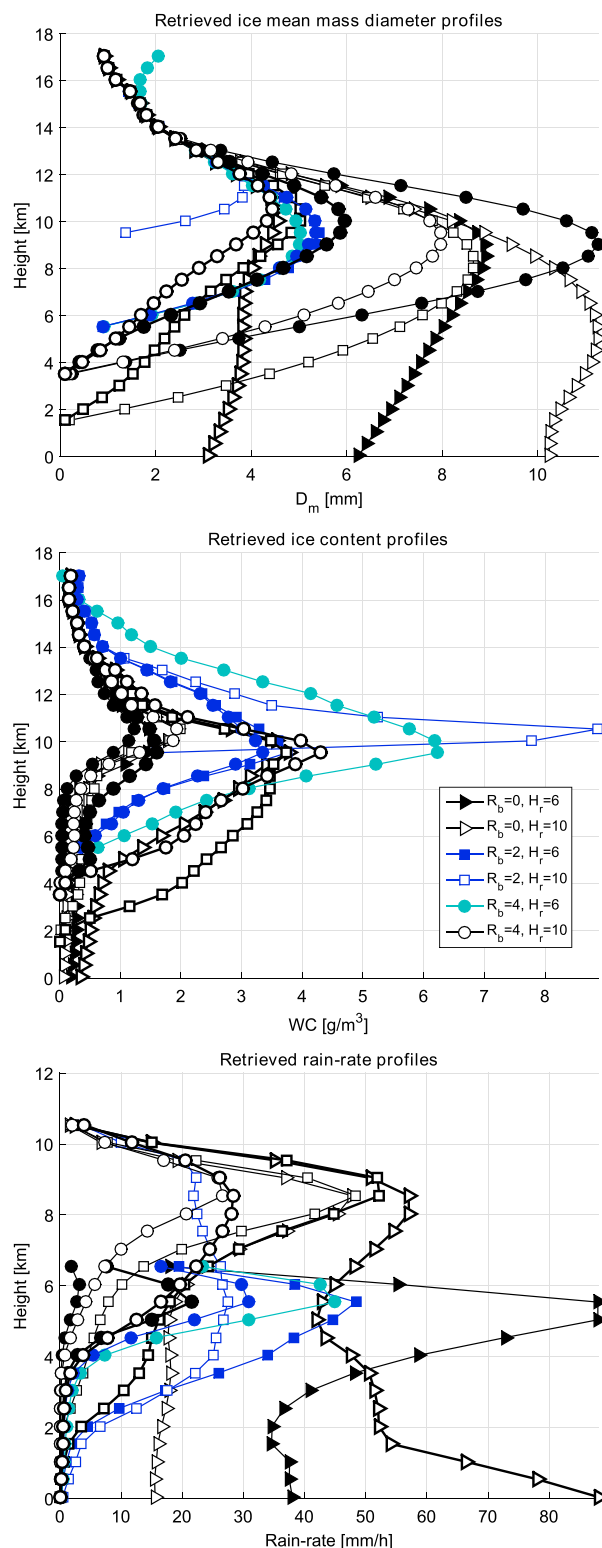 Retrieved ice mean mass diameter profiles
18
16
14
12
10
8
6
4
2
0
Height [km]
0 2 4 6 8 10
D_m [mm]
Retrieved ice content profiles
18
16
14
12
10
8
6
4
2
0
Height [km]
R_b=0, H_r=6
R_b=0, H_r=10
R_b=2, H_r=6
R_b=2, H_r=10
R_b=4, H_r=6
R_b=4, H_r=10
0 1 2 3 4 5 6 7 8
WC [g/m³]
Retrieved rain-rate profiles
12
10
8
6
4
2
0
Height [km]
0 10 20 30 40 50 60 70 80
Rain-rate [mm/h]